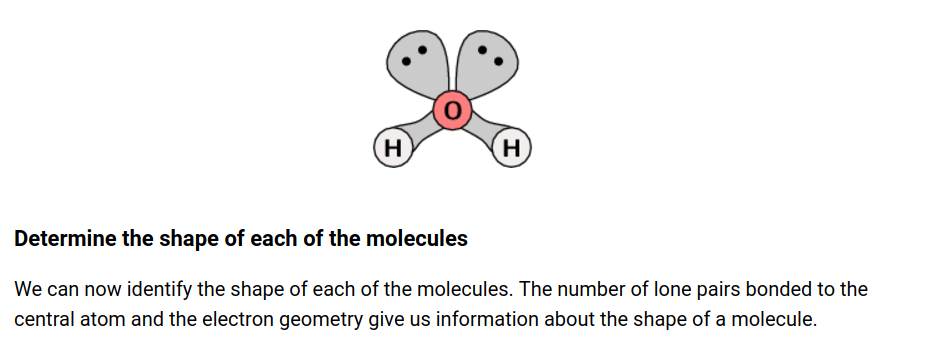 O
H H
Determine the shape of each of the molecules
We can now identify the shape of each of the molecules. The number of lone pairs bonded to the
central atom and the electron geometry give us information about the shape of a molecule.